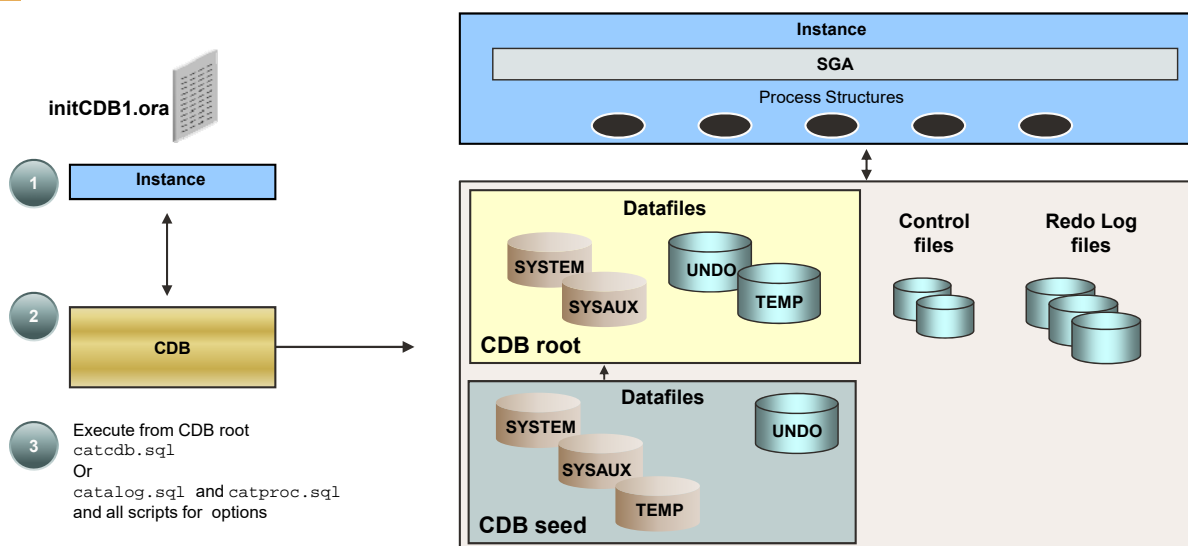 initCDB1.ora
1
Instance
2
CDB
3
Execute from CDB root
catcdb.sql
Or
catalog.sql and catproc.sql
and all scripts for options
Instance
SGA
Process Structures
Datafiles
SYSTEM
SYSAUX
UNDO
TEMP
CDB root
Control
files
Redo Log
files
Datafiles
SYSTEM
SYSAUX
TEMP
UNDO
CDB seed